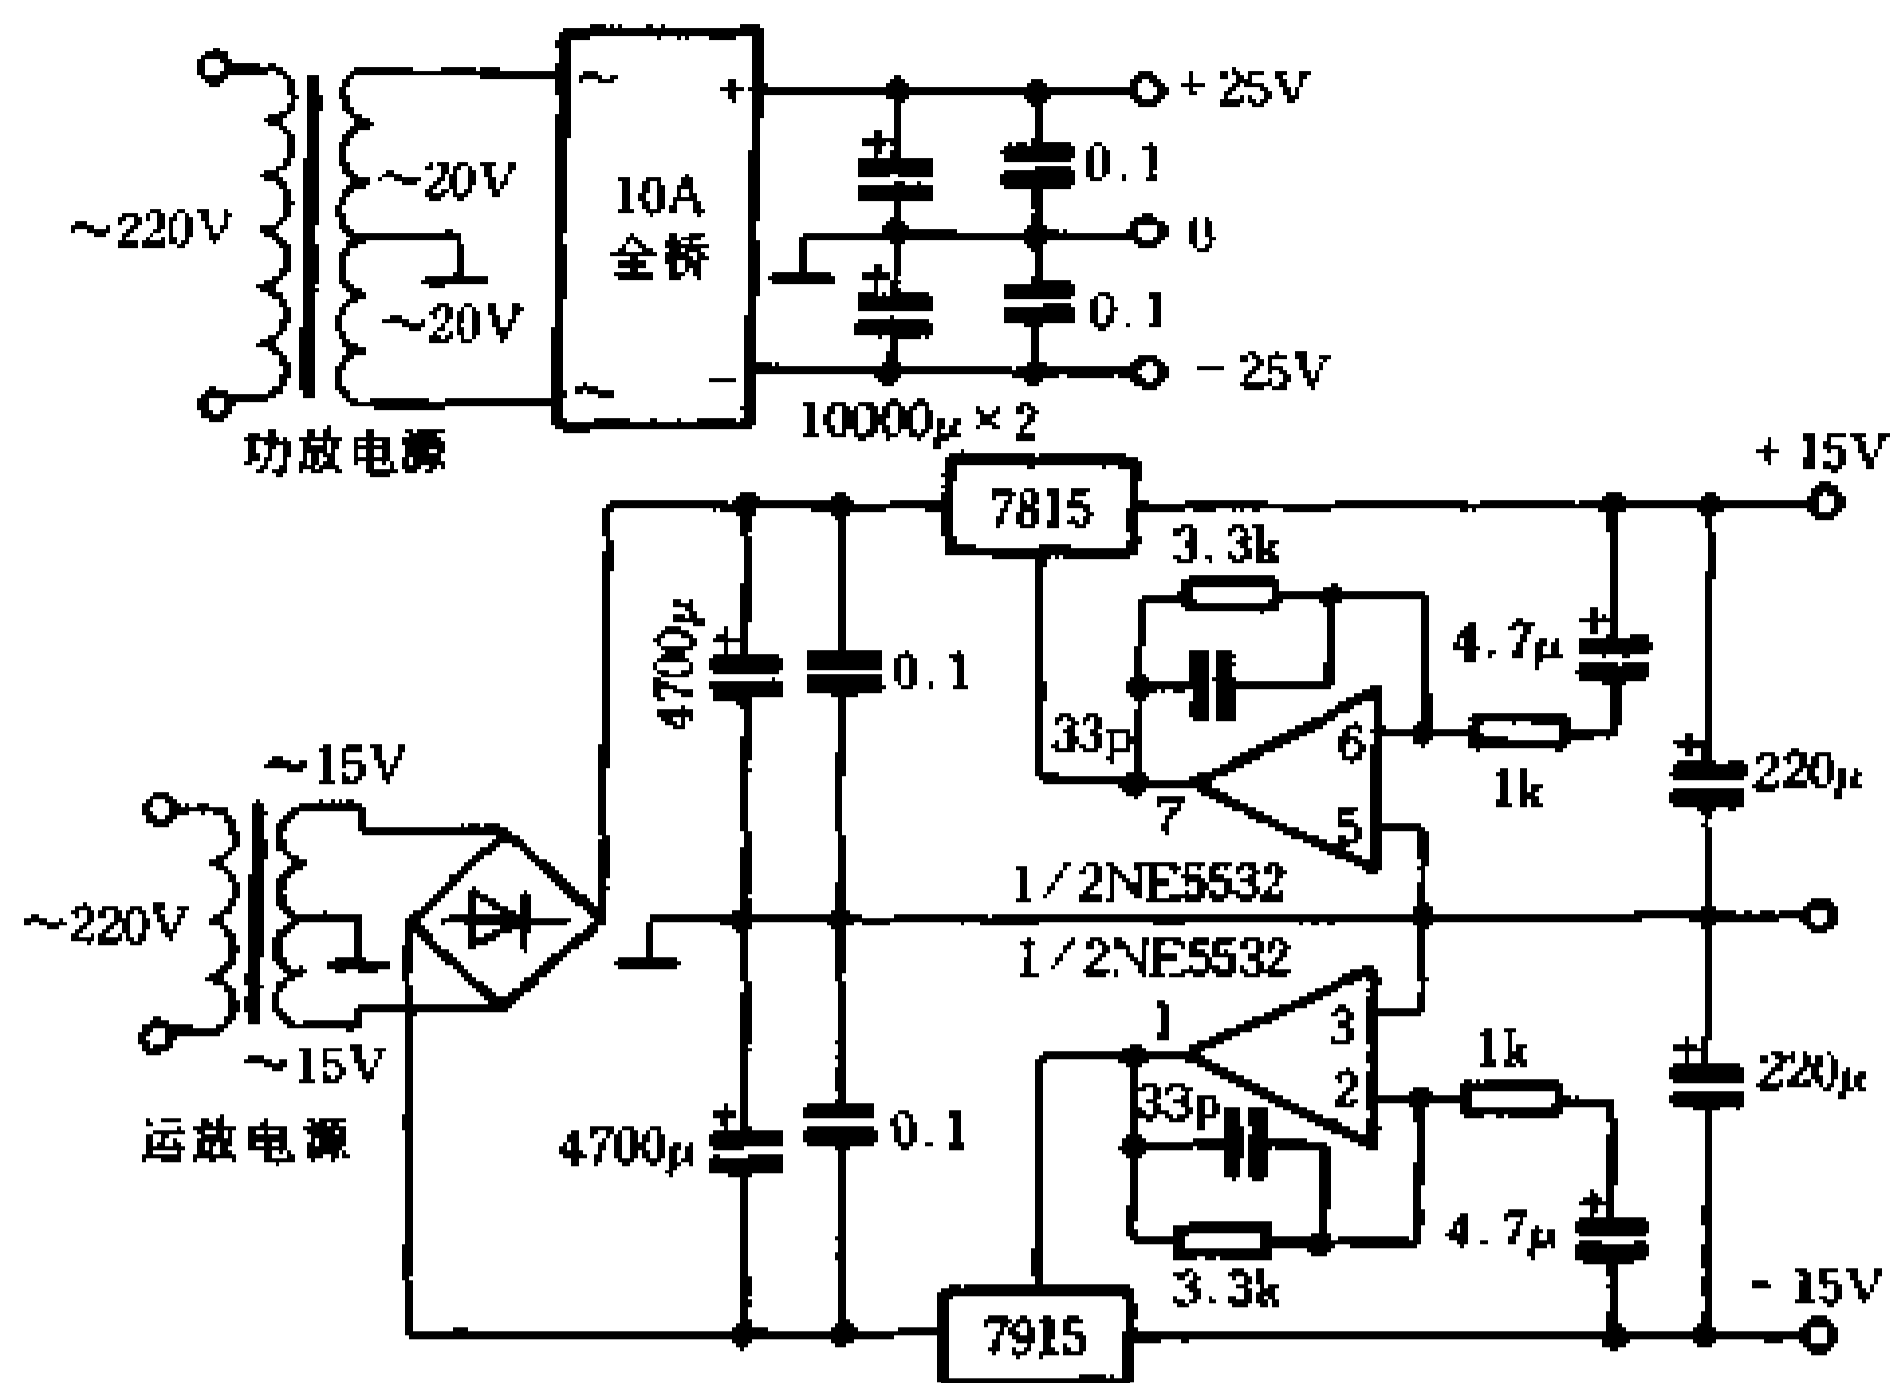 +25V
~ +
0.1
~20V
10A
~220V
全桥
0
~20V
0.1
~ −
−25V
10000μ×2
功放电源
+15V
7815
3.3k
4700μ
0.1
4.7μ
33p
6
1k
220μ
~15V
7
5
1/2NE5532
~220V
1/2NE5532
1
3
1k
2
~15V
33p
220μ
运放电源
4700μ
0.1
4.7μ
3.3k
−15V
7915